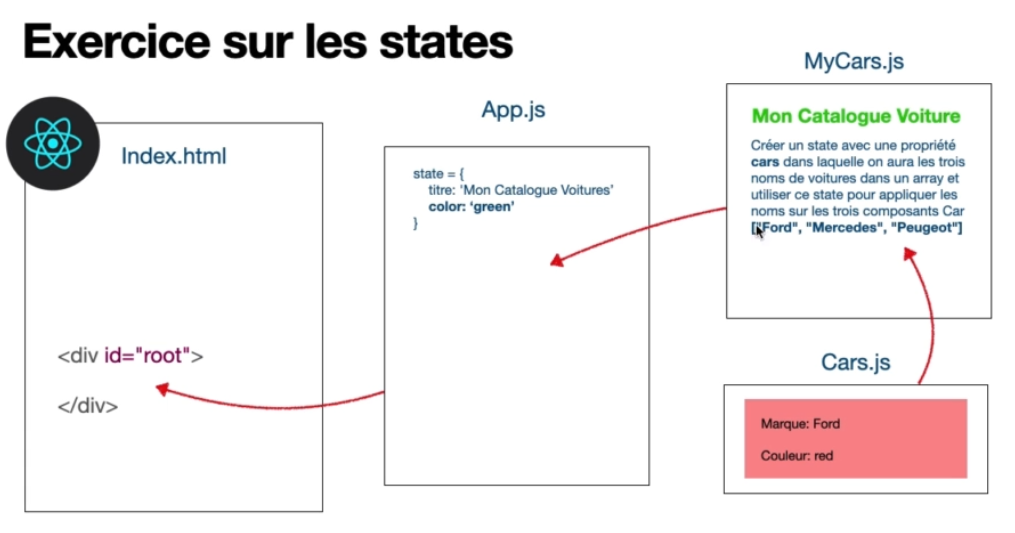 Exercice sur les states
Index.html
<div id="root">
</div>
App.js
state = {
titre: 'Mon Catalogue Voitures'
color: 'green'
}
MyCars.js
Mon Catalogue Voiture
Créer un state avec une propriété
cars dans laquelle on aura les trois
noms de voitures dans un array et
utiliser ce state pour appliquer les
noms sur les trois composants Car
["Ford", "Mercedes", "Peugeot"]
Cars.js
Marque: Ford
Couleur: red